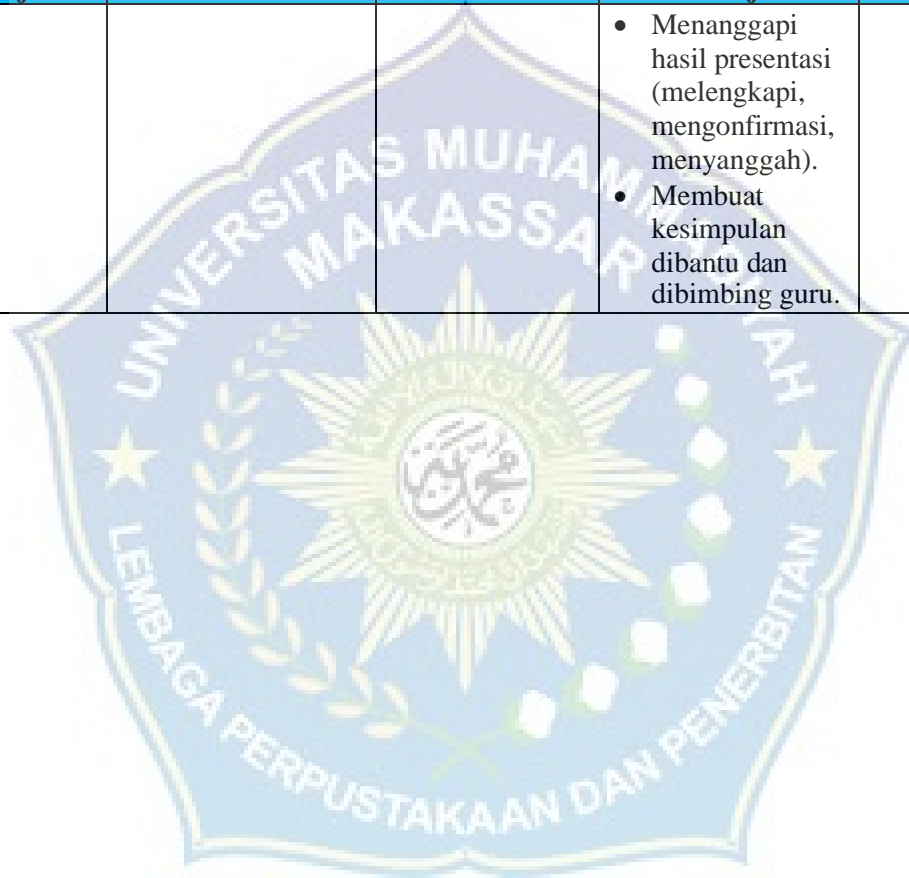 • Menanggapi
hasil presentasi
(melengkapi,
mengonfirmasi,
menyanggah).
• Membuat
kesimpulan
dibantu dan
dibimbing guru.
UNIVERSITAS MUHAMMADIYAH
MAKASSAR
LEMBAGA PERPUSTAKAAN DAN PENERBITAN